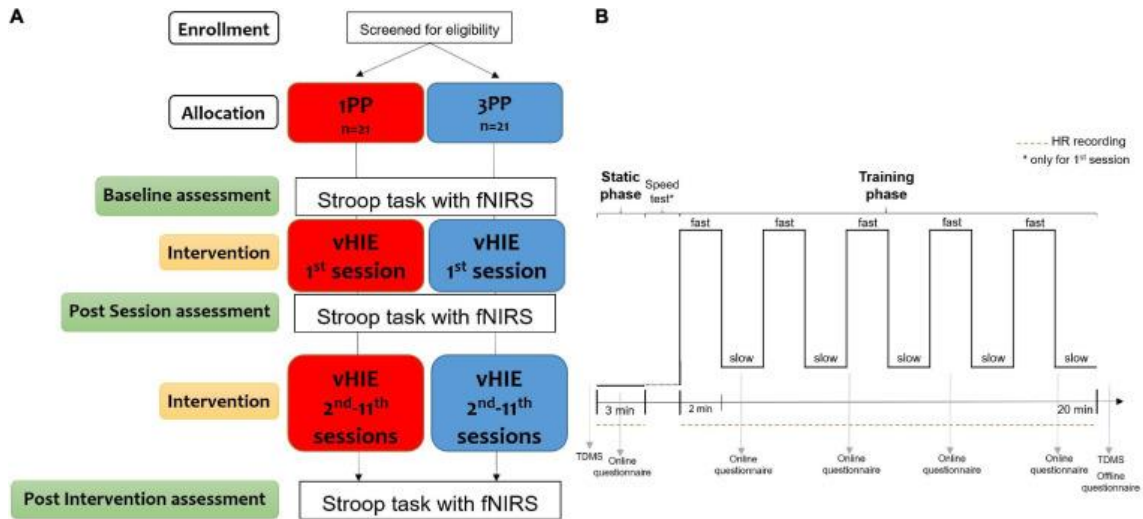 A
Enrollment
Screened for eligibility
Allocation
1PP
n=21
3PP
n=21
Baseline assessment
Stroop task with fNIRS
Intervention
vHIE
1st session
vHIE
1st session
Post Session assessment
Stroop task with fNIRS
Intervention
vHIE
2nd-11th
sessions
vHIE
2nd-11th
sessions
Post Intervention assessment
Stroop task with fNIRS
B
HR recording
* only for 1st session
Static
phase
Speed
test*
Training
phase
fast
fast
fast
fast
fast
slow
slow
slow
slow
slow
3 min
2 min
20 min
TDMS
Online
questionnaire
Online
questionnaire
Online
questionnaire
Online
questionnaire
Online
questionnaire
TDMS
Offline
questionnaire